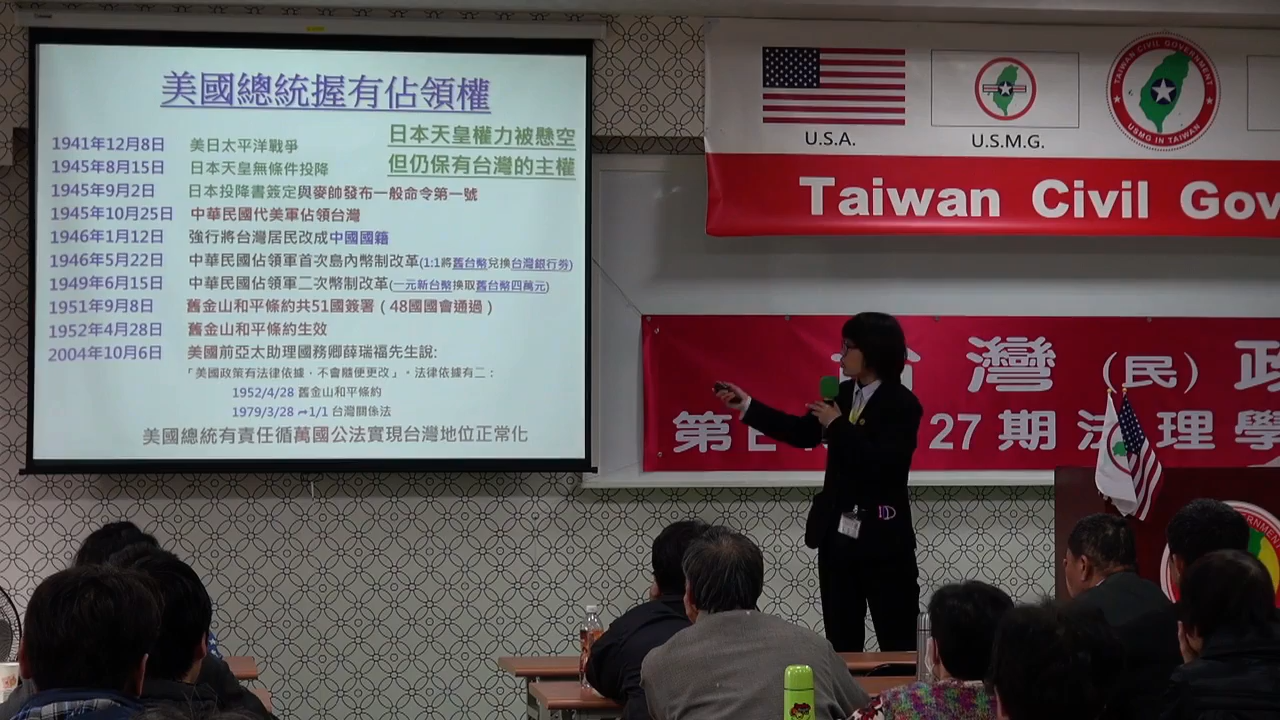 美國總統握有佔領權
日本天皇權力被懸空
但仍保有台灣的主權
1941年12月8日 美日太平洋戰爭
1945年8月15日 日本天皇無條件投降
1945年9月2日 日本投降書簽定與麥帥發布一般命令第一號
1945年10月25日 中華民國代美軍佔領台灣
1946年1月12日 強行將台灣居民改成中國國籍
1946年5月22日 中華民國佔領軍首次島內幣制改革(1:1將舊台幣兌換台灣銀行券)
1949年6月15日 中華民國佔領軍二次幣制改革(一元新台幣換取舊台幣四萬元)
1951年9月8日 舊金山和平條約共51國簽署(48國國會通過)
1952年4月28日 舊金山和平條約生效
2004年10月6日 美國前亞太助理國務卿薛瑞福先生說:
「美國政策有法律依據,不會隨便更改」。法律依據有二:
1952/4/28 舊金山和平條約
1979/3/28 ➦1/1 台灣關係法
美國總統有責任循萬國公法實現台灣地位正常化
U.S.A.
U.S.M.G.
TAIWAN CIVIL GOVERNMENT
USMG IN TAIWAN
Taiwan Civil Gov
台灣(民)政
第 27期法理學
ID